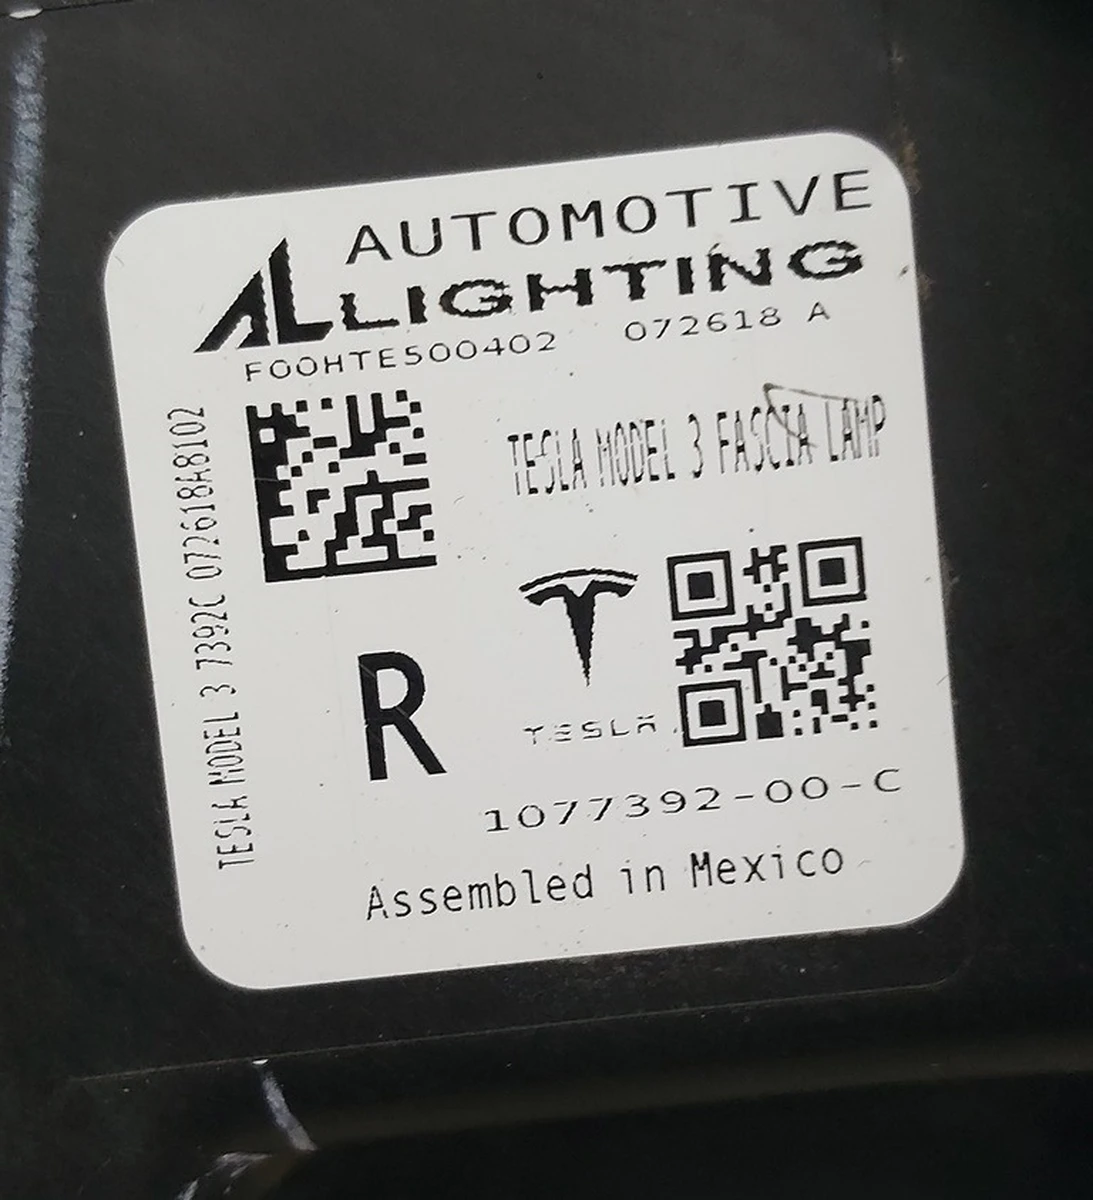 AUTOMOTIVE
AL LIGHTING
F00HTE500402 072618 A
TESLA MODEL 3 FASCIA LAMP
TESLA MODEL 3 7392C 072618A8102
R
TESLA
1077392-00-C
Assembled in Mexico